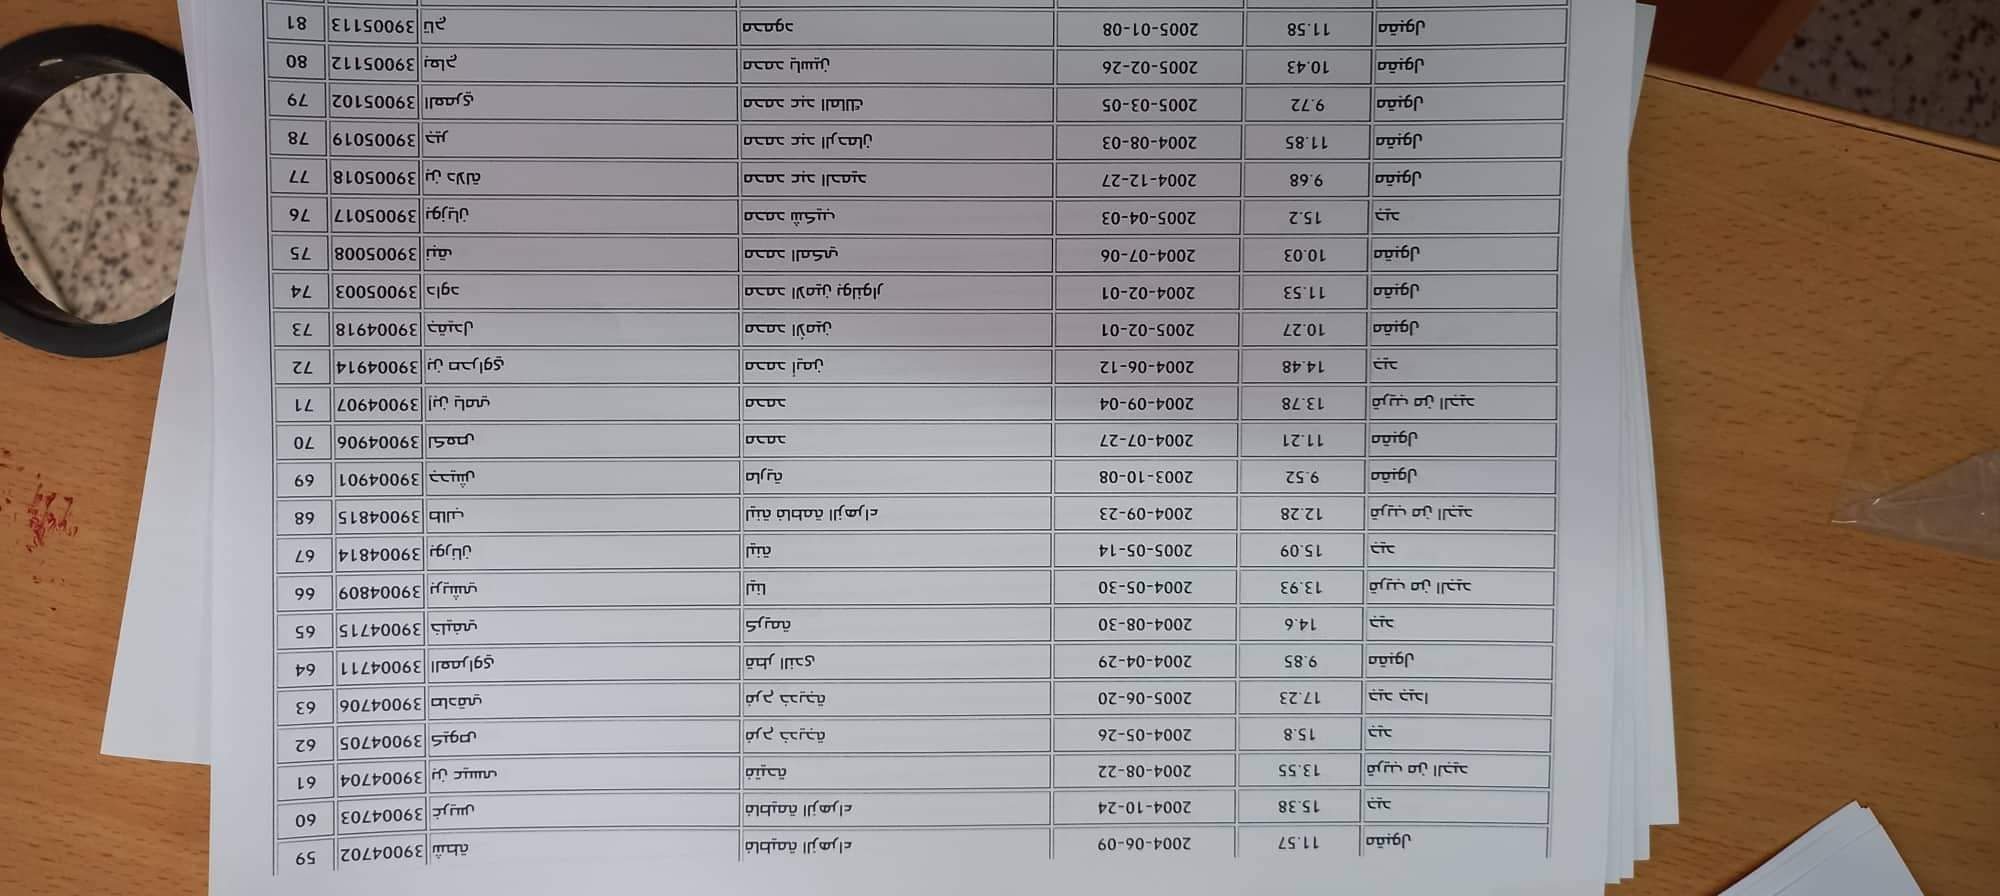 59 39004702 شطة فاطيمة الزهراء 2004-06-09 11.57 مقبول
60 39004703 غريس فاطيمة الزهراء 2004-10-24 15.38 جيد
61 39004704 بن عيسى فتيحة 2004-08-22 13.55 قريب من الجيد
62 39004705 كيوص فرح خديجة 2004-05-26 15.8 جيد
63 39004706 صادقي فرح خديجة 2005-06-20 17.23 جيد جيدا
64 39004711 العمراوي قطر الندى 2004-04-29 9.85 مقبول
65 39004715 خليفي كريمة 2004-08-30 14.6 جيد
66 39004809 بريشي لينا 2004-05-30 13.93 قريب من الجيد
67 39004814 بورنان لينة 2005-05-14 15.09 جيد
68 39004815 طالب لينة فاطمة الزهراء 2004-09-23 12.28 قريب من الجيد
69 39004901 جحيش مارية 2003-10-08 9.52 مقبول
70 39004906 لكعص محمد 2004-07-27 11.21 مقبول
71 39004907 إبن يامي محمد 2004-09-04 13.78 قريب من الجيد
72 39004914 بن صحراوي محمد أيمن 2004-06-12 14.48 جيد
73 39004918 جقيدل محمد الأمين 2005-02-01 10.27 مقبول
74 39005003 داود محمد الامين بولنوار 2004-02-01 11.53 مقبول
75 39005008 نبق محمد المكي 2004-07-06 10.03 مقبول
76 39005017 بوزيان محمد شكيب 2005-04-03 15.2 جيد
77 39005018 بن دلالة محمد عبد الحميد 2004-12-27 9.68 مقبول
78 39005019 جير محمد عبد الرحمان 2004-08-03 11.85 مقبول
79 39005102 العمري محمد عبد المالك 2005-03-05 9.72 مقبول
80 39005112 بعاج محمد ياسين 2005-02-26 10.43 مقبول
81 39005113 تاج محمود 2005-01-08 11.58 مقبول